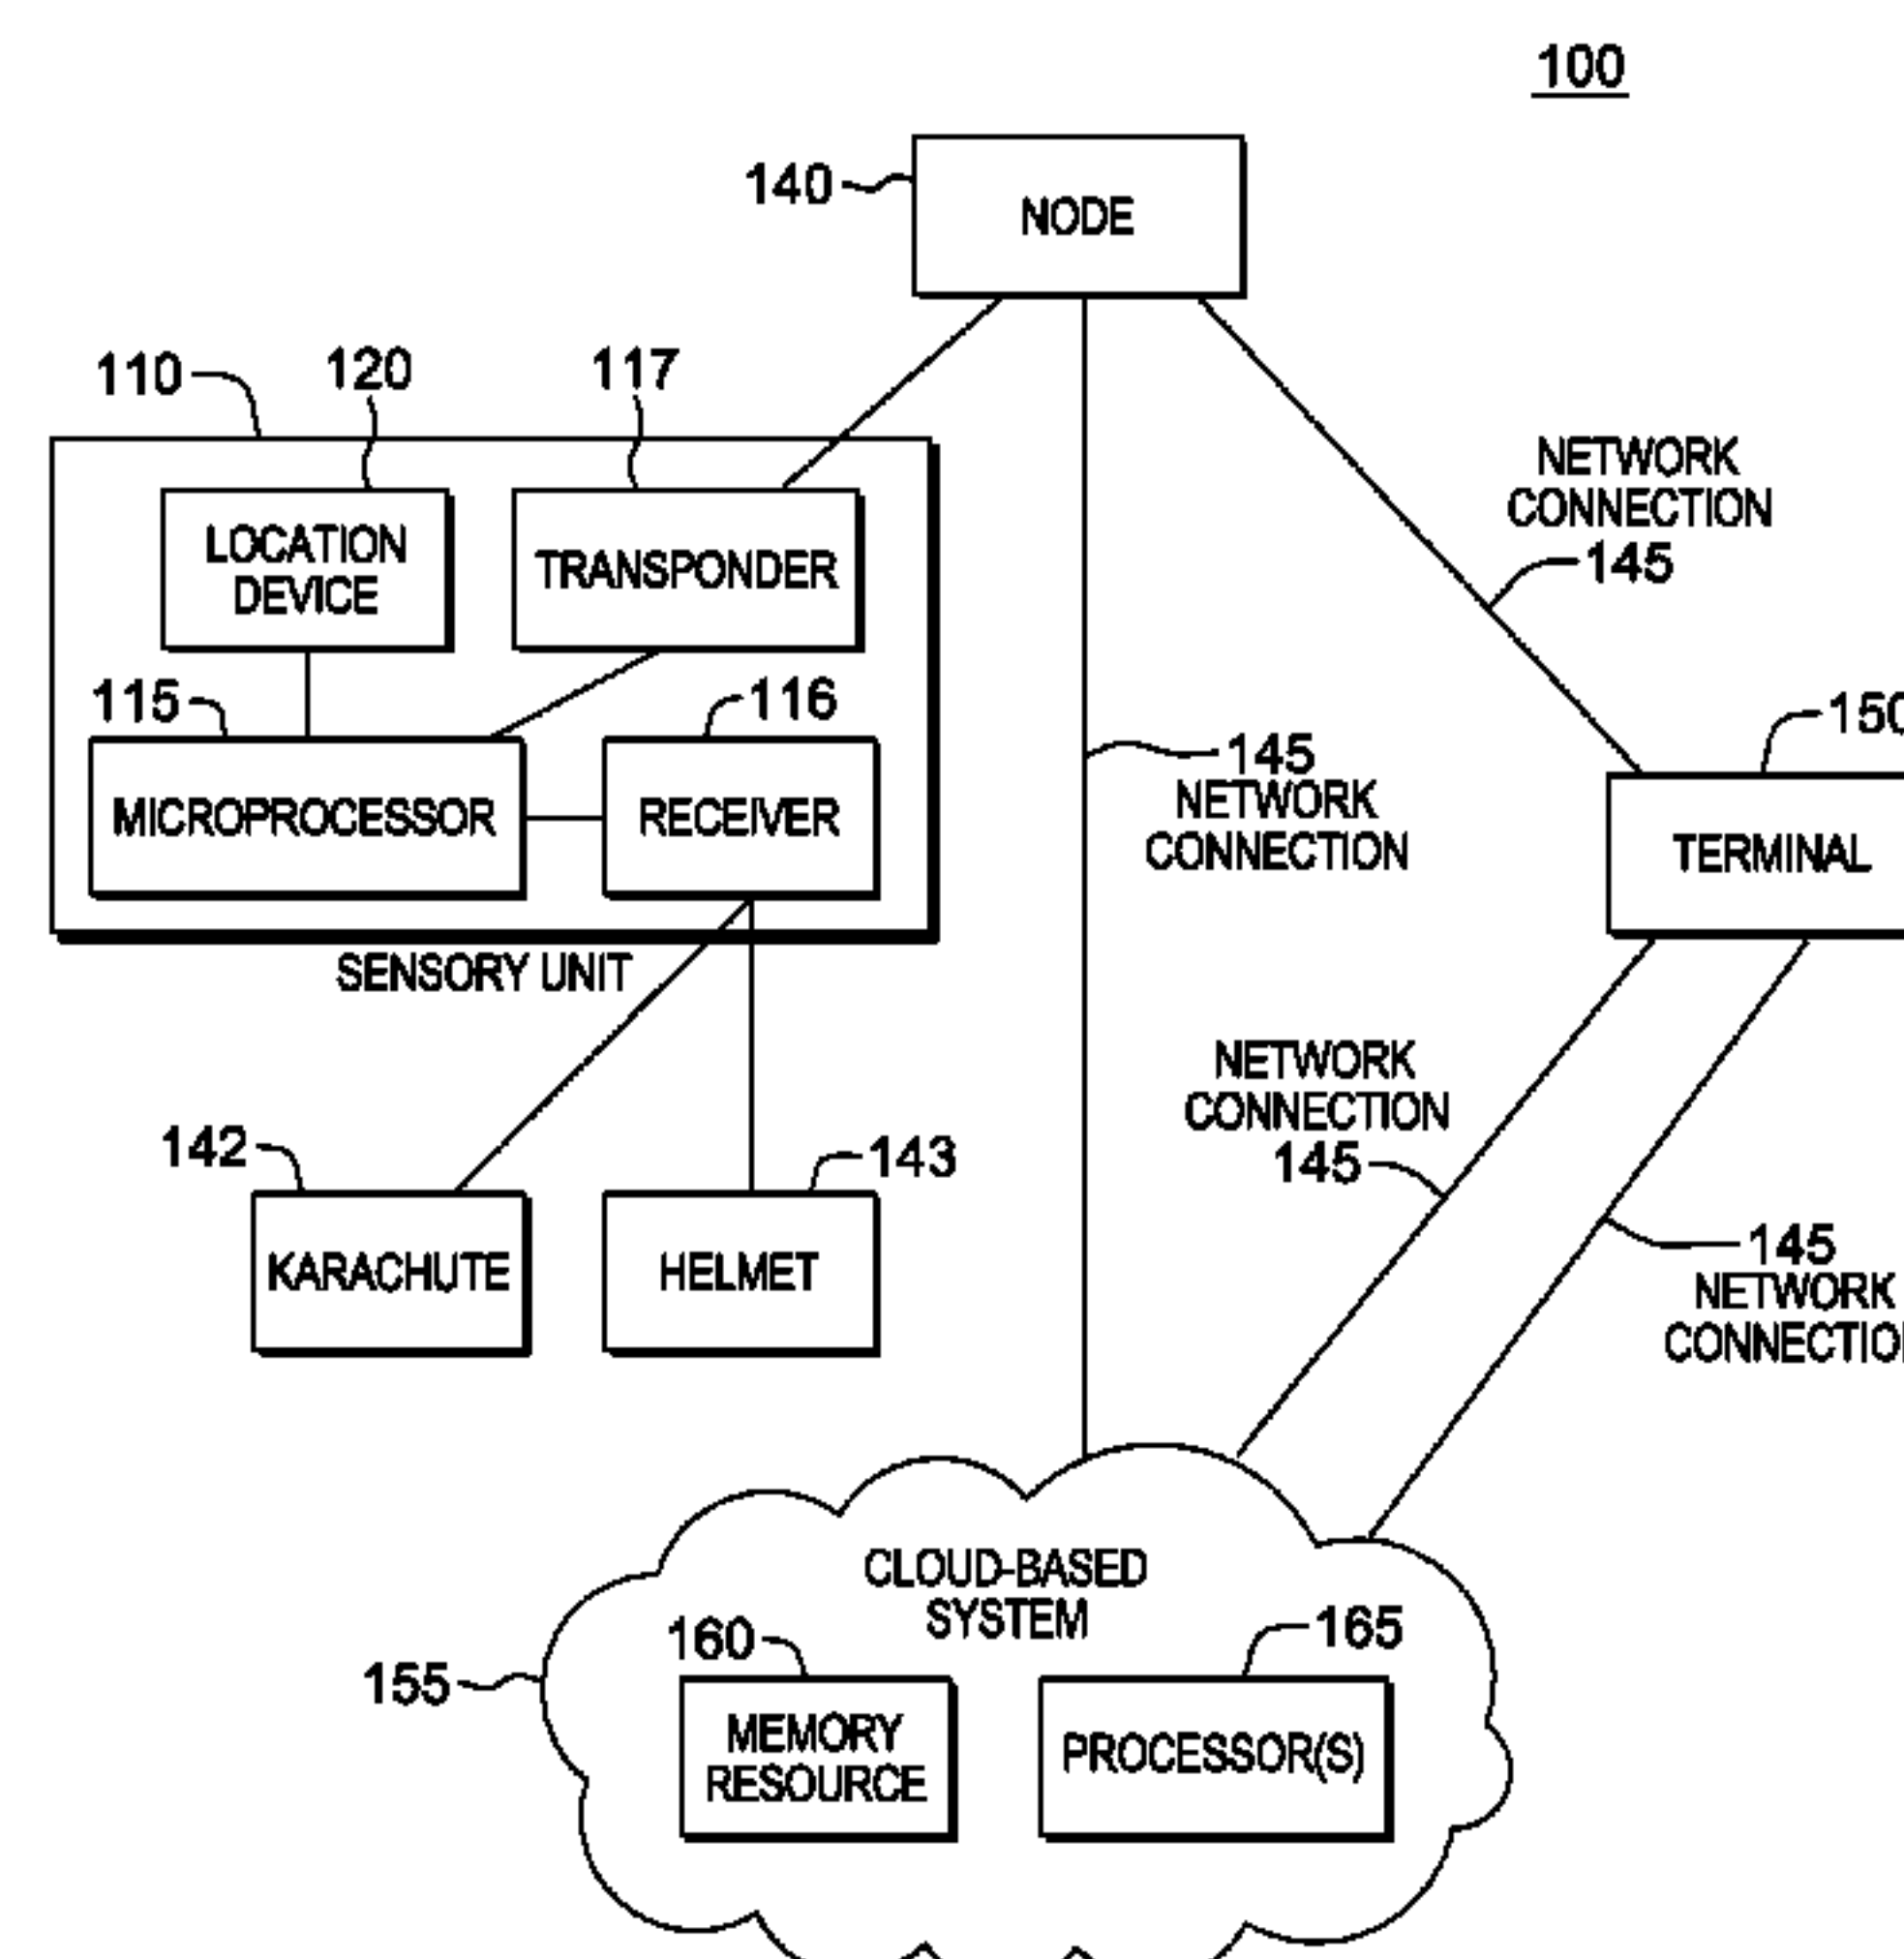 100
140
NODE
110
120
117
LOCATION
DEVICE
TRANSPONDER
NETWORK
CONNECTION
145
115
116
MICROPROCESSOR
RECEIVER
145
NETWORK
CONNECTION
150
TERMINAL
SENSORY UNIT
NETWORK
CONNECTION
145
142
143
KARACHUTE
HELMET
145
NETWORK
CONNECTIO
CLOUD-BASED
SYSTEM
155
160
165
MEMORY
RESOURCE
PROCESSOR(S)